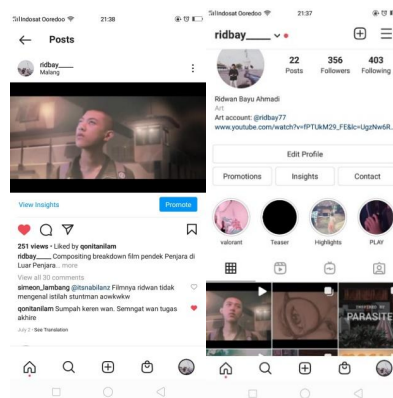 Indosat Ooredoo
21:38
Posts
ridbay____
Malang
View Insights
Promote
251 views • Liked by qonitanilam
ridbay____ Compositing breakdown film pendek Penjara di
Luar Penjara... more
View all 30 comments
simeon_lambang @itsnabilanz Filmnya ridwan tidak
mengenal istilah stuntman aowkwkw
qonitanilam Sumpah keren wan. Semngat wan tugas
akhire
July 2 • See Translation
Indosat Ooredoo
21:37
ridbay____
22
356
403
Posts
Followers
Following
Ridwan Bayu Ahmadi
Art
Art account: @ridbay77
www.youtube.com/watch?v=fPTUkM29_FE&lc=UgzNw6R..
Edit Profile
Promotions
Insights
Contact
valorant
Teaser
Highlights
PLAY
PARASITE